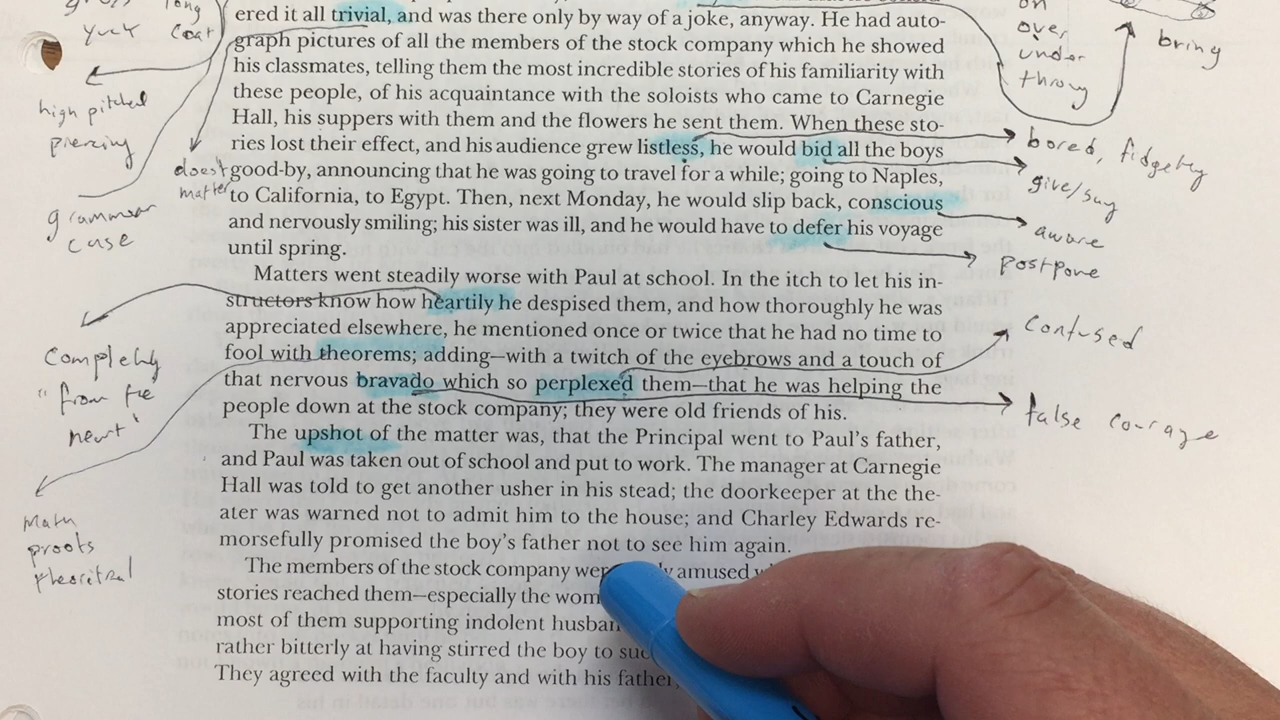 long
yuck coat
on
over
under
throw
bring
high pitched
piercing
doesn't
matter
grammar
case
ered it all trivial, and was there only by way of a joke, anyway. He had auto-
graph pictures of all the members of the stock company which he showed
his classmates, telling them the most incredible stories of his familiarity with
these people, of his acquaintance with the soloists who came to Carnegie
Hall, his suppers with them and the flowers he sent them. When these sto-
ries lost their effect, and his audience grew listless, he would bid all the boys
good-by, announcing that he was going to travel for a while; going to Naples,
to California, to Egypt. Then, next Monday, he would slip back, conscious
and nervously smiling; his sister was ill, and he would have to defer his voyage
until spring.
bored, fidgety
give/say
aware
postpone
Matters went steadily worse with Paul at school. In the itch to let his in-
structors know how heartily he despised them, and how thoroughly he was
appreciated elsewhere, he mentioned once or twice that he had no time to
fool with theorems; adding—with a twitch of the eyebrows and a touch of
that nervous bravado which so perplexed them—that he was helping the
people down at the stock company; they were old friends of his.
confused
false courage
Completely
"from the
heart"
The upshot of the matter was, that the Principal went to Paul's father,
and Paul was taken out of school and put to work. The manager at Carnegie
Hall was told to get another usher in his stead; the doorkeeper at the the-
ater was warned not to admit him to the house; and Charley Edwards re-
morsefully promised the boy's father not to see him again.
Math
proofs
theoritcal
The members of the stock company were amused
stories reached them—especially the
most of them supporting indolent
rather bitterly at having stirred the boy to
They agreed with the faculty and with his father,